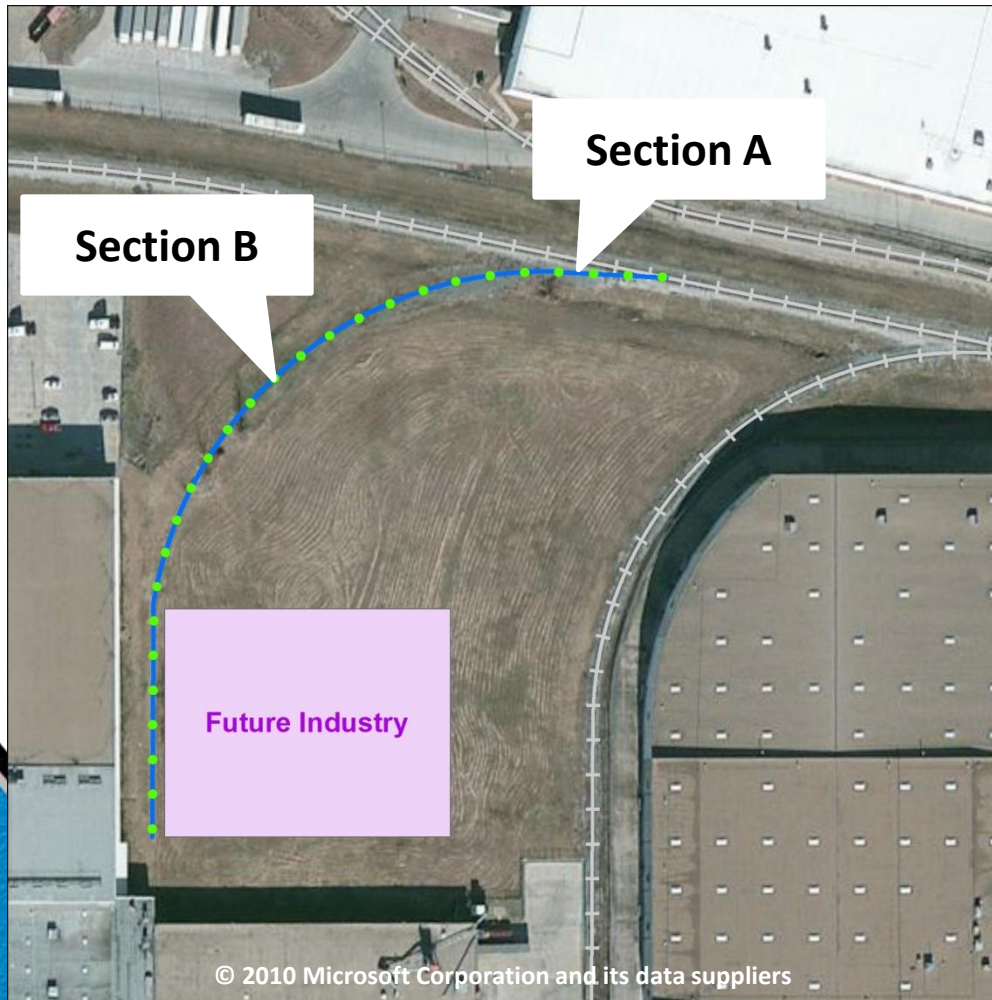 Section A
Section B
Future Industry
© 2010 Microsoft Corporation and its data suppliers